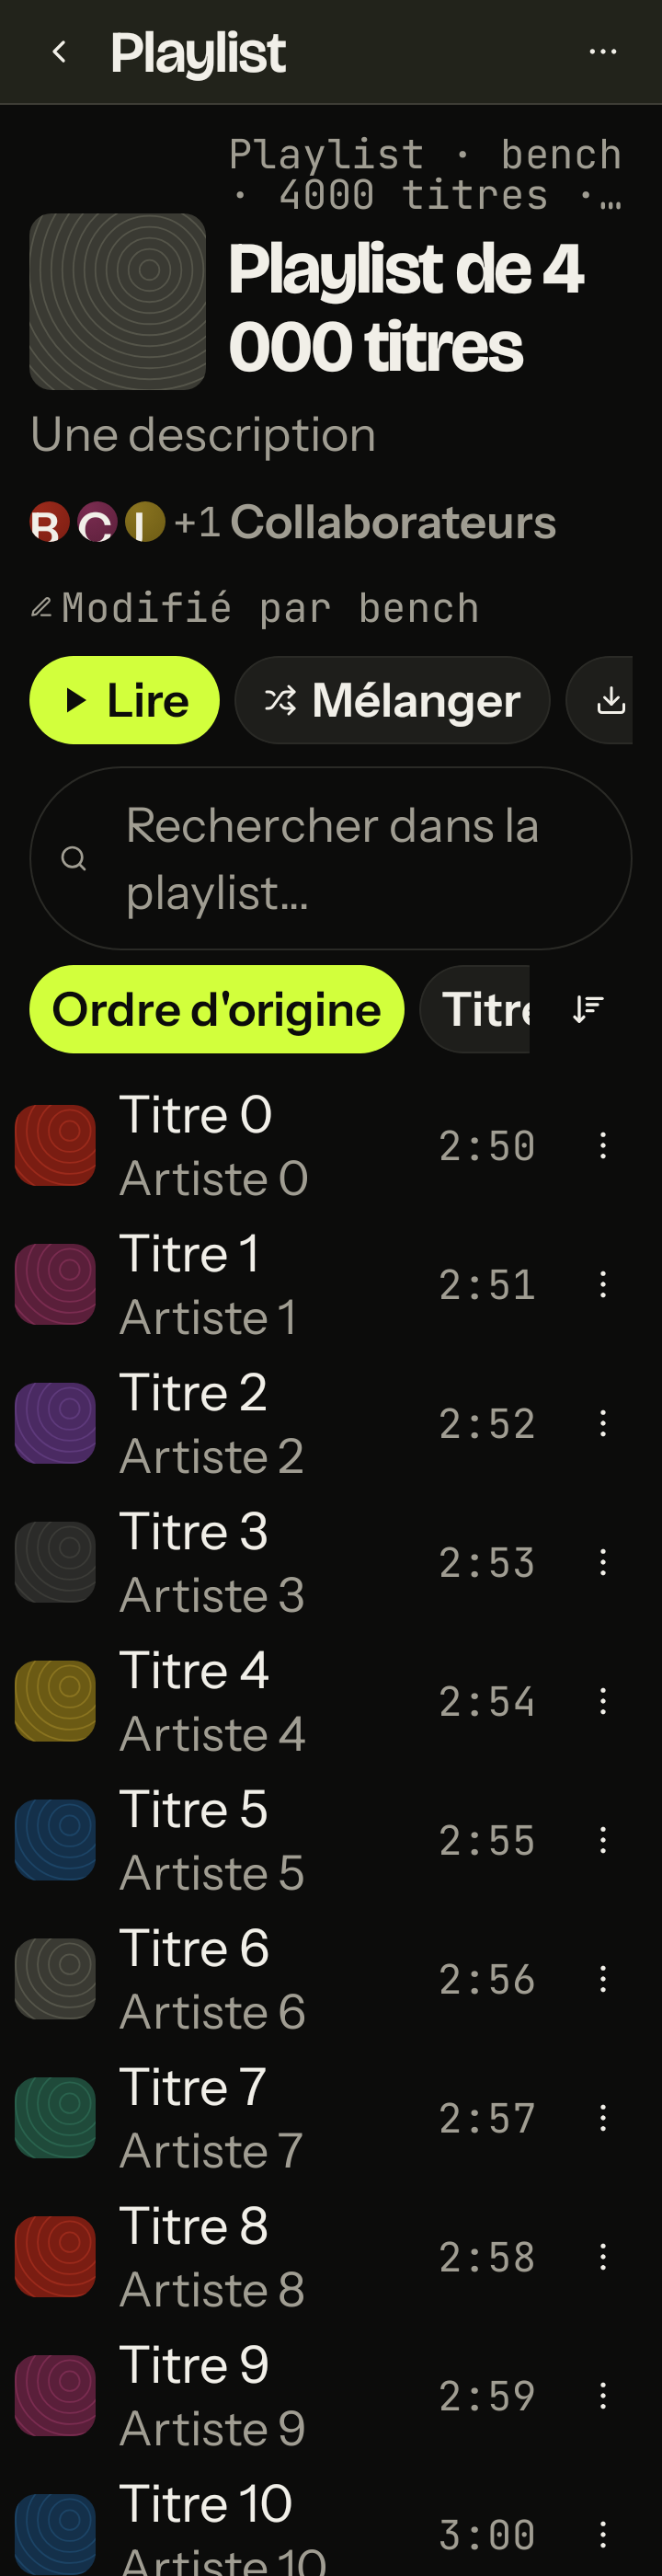 Playlist
Playlist · bench
· 4000 titres ·…
Playlist de 4
000 titres
Une description
B C +1 Collaborateurs
Modifié par bench
Lire Mélanger
Rechercher dans la
playlist...
Ordre d'origine Titre
Titre 0
2:50
Artiste 0
Titre 1
2:51
Artiste 1
Titre 2
2:52
Artiste 2
Titre 3
2:53
Artiste 3
Titre 4
2:54
Artiste 4
Titre 5
2:55
Artiste 5
Titre 6
2:56
Artiste 6
Titre 7
2:57
Artiste 7
Titre 8
2:58
Artiste 8
Titre 9
2:59
Artiste 9
Titre 10
3:00
Artiste 10